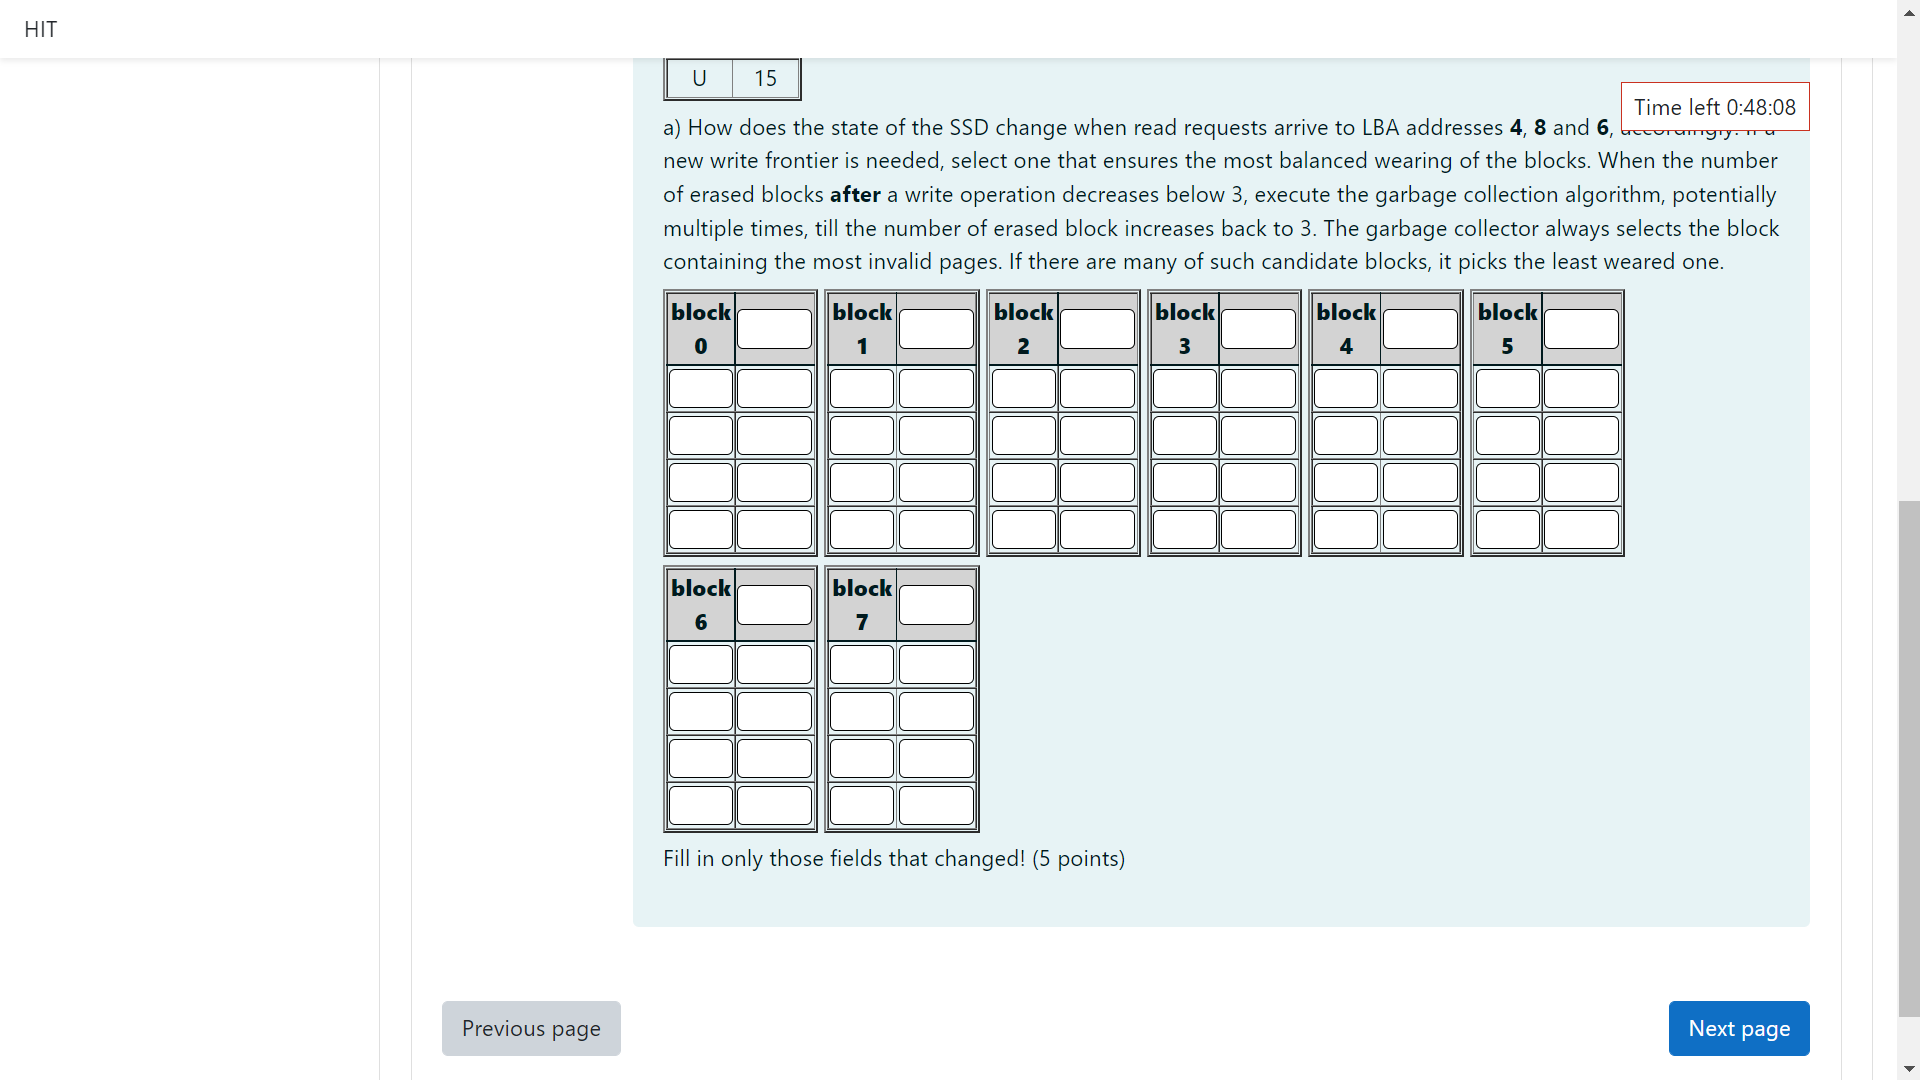 HIT
U 15
Time left 0:48:08
a) How does the state of the SSD change when read requests arrive to LBA addresses 4, 8 and 6, accordingly. If a
new write frontier is needed, select one that ensures the most balanced wearing of the blocks. When the number
of erased blocks after a write operation decreases below 3, execute the garbage collection algorithm, potentially
multiple times, till the number of erased block increases back to 3. The garbage collector always selects the block
containing the most invalid pages. If there are many of such candidate blocks, it picks the least weared one.
block 0 block 1 block 2 block 3 block 4 block 5
block 6 block 7
Fill in only those fields that changed! (5 points)
Previous page
Next page